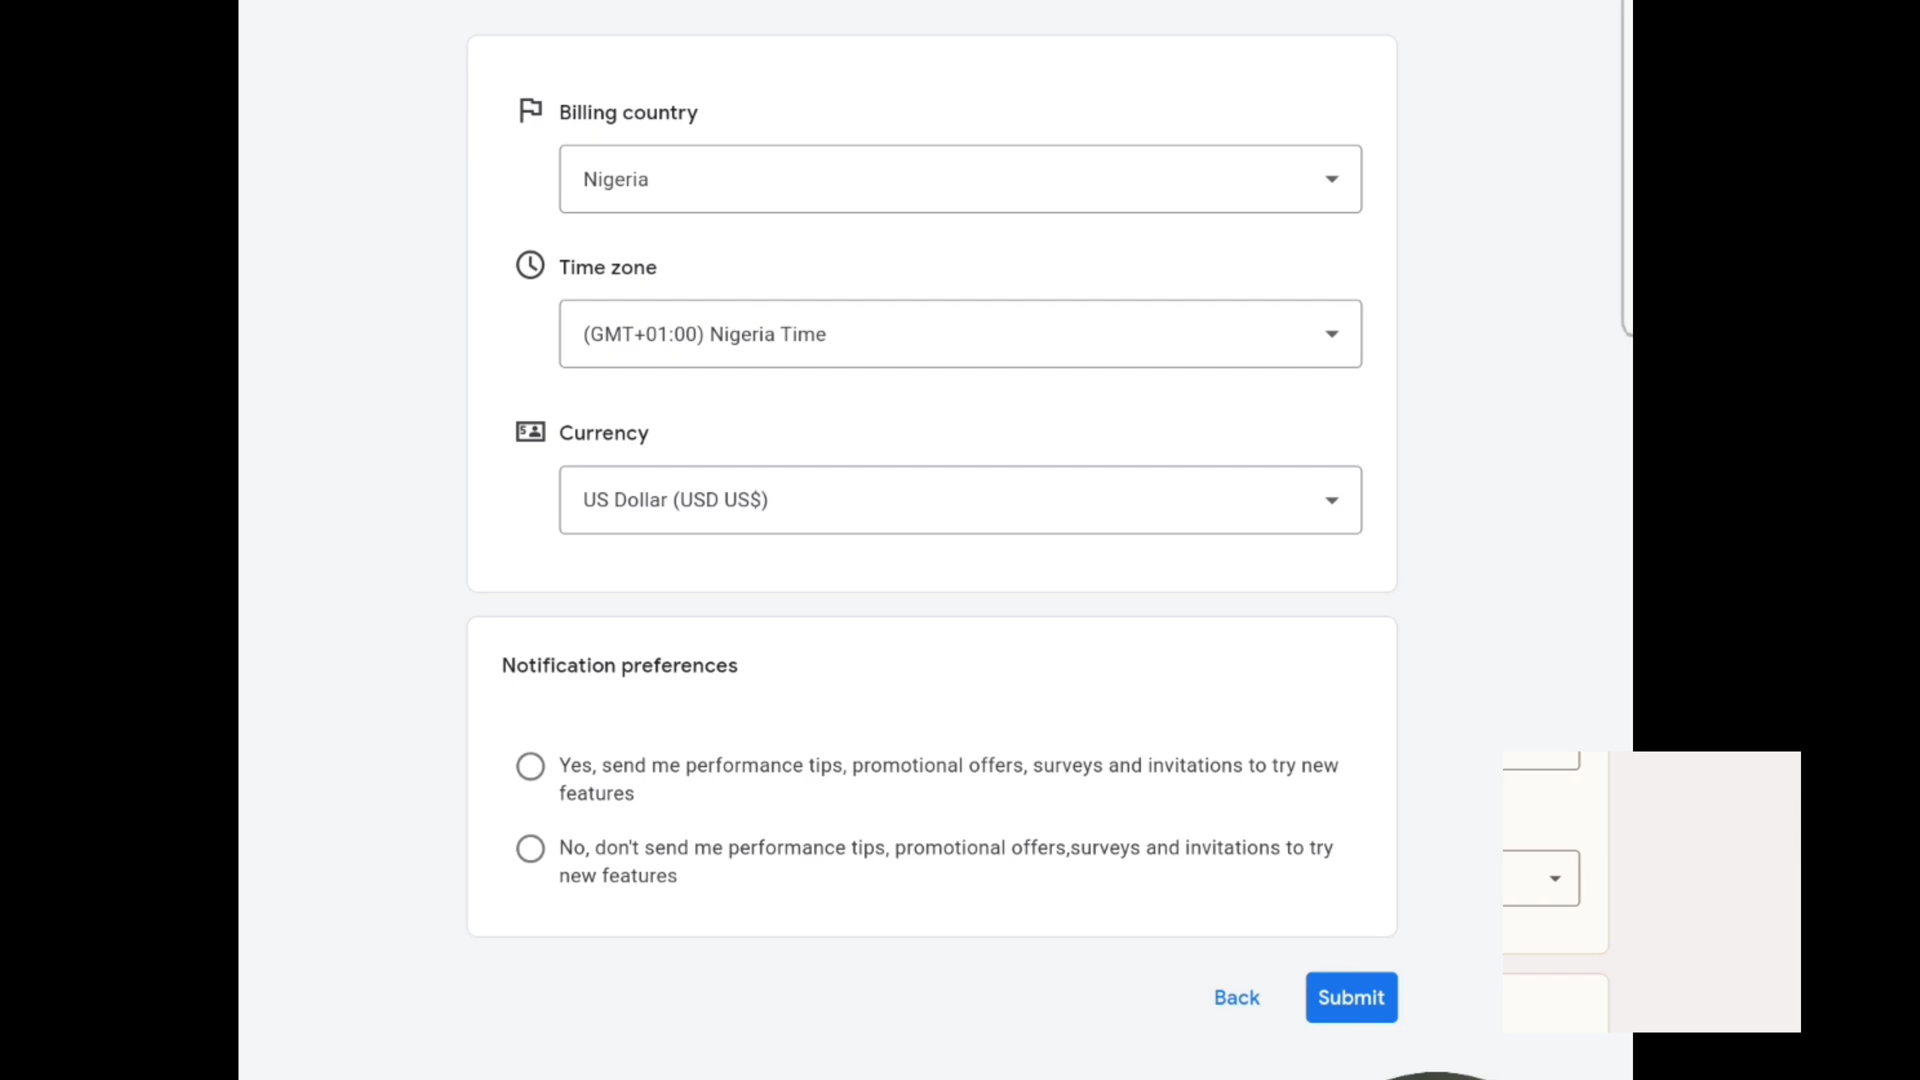 Billing country
Nigeria
Time zone
(GMT+01:00) Nigeria Time
Currency
US Dollar (USD US$)
Notification preferences
Yes, send me performance tips, promotional offers, surveys and invitations to try new
features
No, don't send me performance tips, promotional offers,surveys and invitations to try
new features
Back
Submit